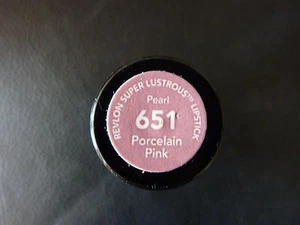 REVLON SUPER LUSTROUS™ LIPSTICK
Pearl
651
Porcelain
Pink